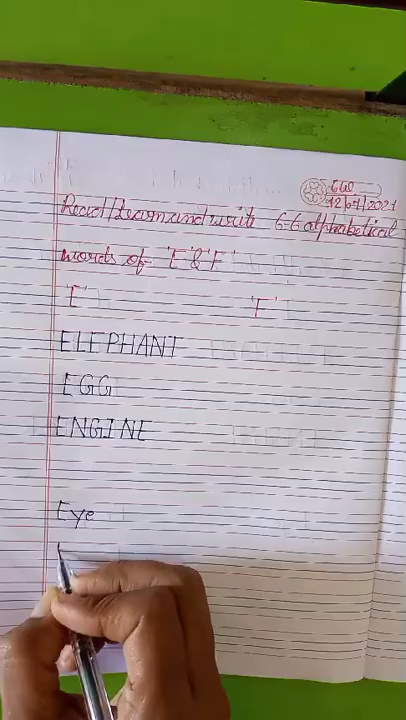 C.W
12/07/2021
Read/Learn and write 6-6 alphabetical
words of- 'E' & 'F'
'E' 'F'
ELEPHANT
EGG
ENGINE
Eye